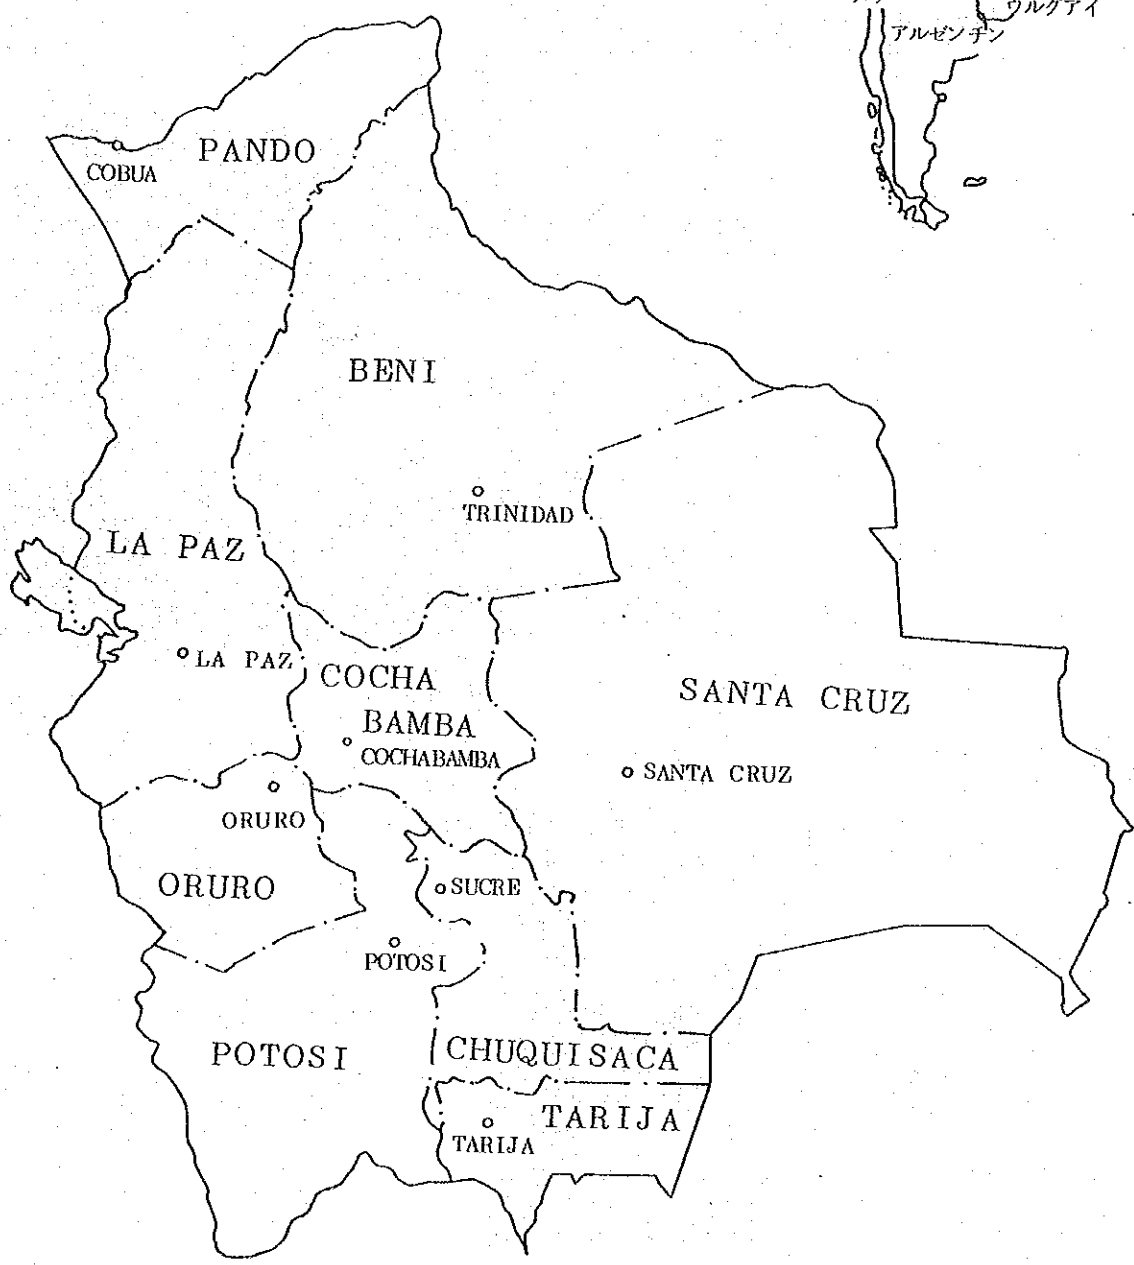 ウルグアイ
アルゼンチン
PANDO
COBUA
BENI
TRINIDAD
LA PAZ
LA PAZ
COCHA
BAMBA
COCHABAMBA
SANTA CRUZ
SANTA CRUZ
ORURO
ORURO
SUCRE
POTOSI
POTOSI
CHUQUISACA
TARIJA
TARIJA